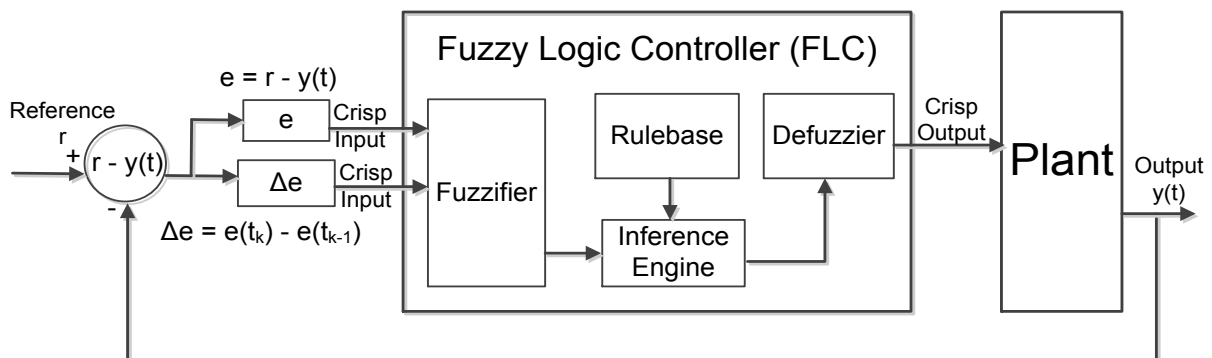 Fuzzy Logic Controller (FLC)
e = r - y(t)
Reference
r
+
r - y(t)
-
e
Crisp
Input
Δe
Crisp
Input
Δe = e(tₖ) - e(tₖ₋₁)
Fuzzifier
Rulebase
Inference
Engine
Defuzzier
Crisp
Output
Plant
Output
y(t)